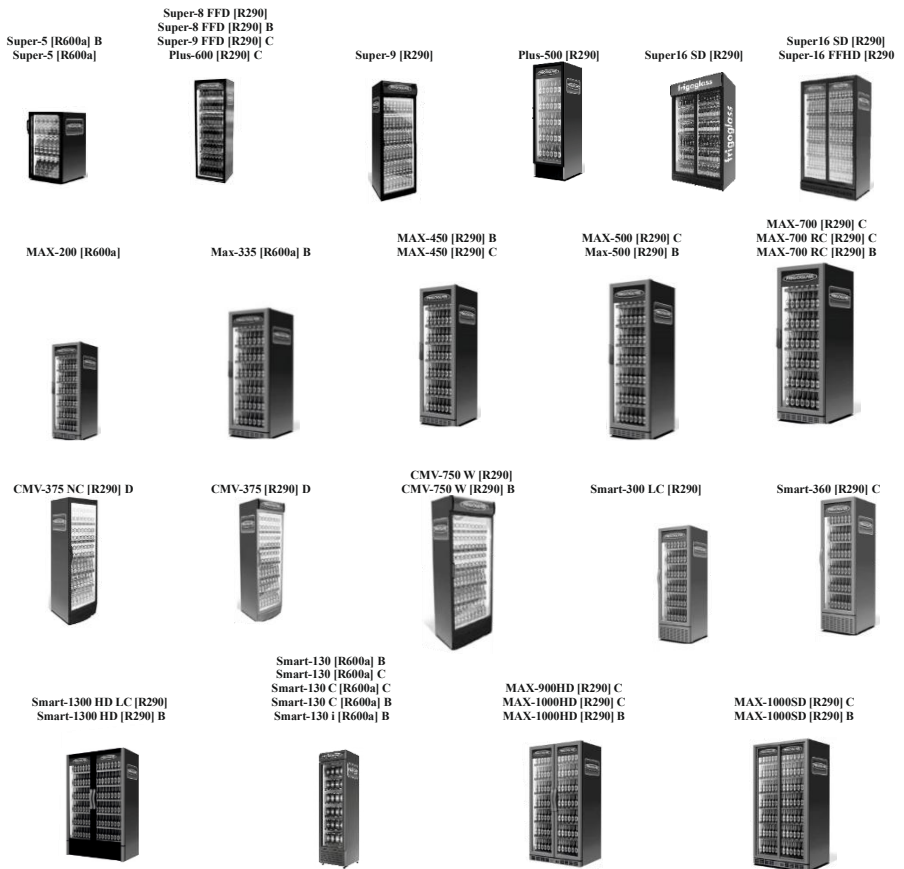 Super-5 [R600a] B
Super-5 [R600a]
Super-8 FFD [R290]
Super-8 FFD [R290] B
Super-9 FFD [R290] C
Plus-600 [R290] C
Super-9 [R290]
Plus-500 [R290]
Super16 SD [R290]
Super16 SD [R290]
Super-16 FFHD [R290
frigoglass
frigoglass
MAX-200 [R600a]
Max-335 [R600a] B
MAX-450 [R290] B
MAX-450 [R290] C
MAX-500 [R290] C
Max-500 [R290] B
MAX-700 [R290] C
MAX-700 RC [R290] C
MAX-700 RC [R290] B
CMV-375 NC [R290] D
CMV-375 [R290] D
CMV-750 W [R290]
CMV-750 W [R290] B
Smart-300 LC [R290]
Smart-360 [R290] C
Smart-1300 HD LC [R290]
Smart-1300 HD [R290] B
Smart-130 [R600a] B
Smart-130 [R600a] C
Smart-130 C [R600a] C
Smart-130 C [R600a] B
Smart-130 i [R600a] B
MAX-900HD [R290] C
MAX-1000HD [R290] C
MAX-1000HD [R290] B
MAX-1000SD [R290] C
MAX-1000SD [R290] B